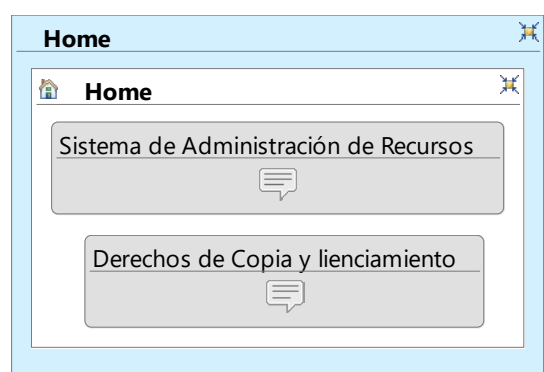 Home
Home
Sistema de Administración de Recursos
Derechos de Copia y lienciamiento